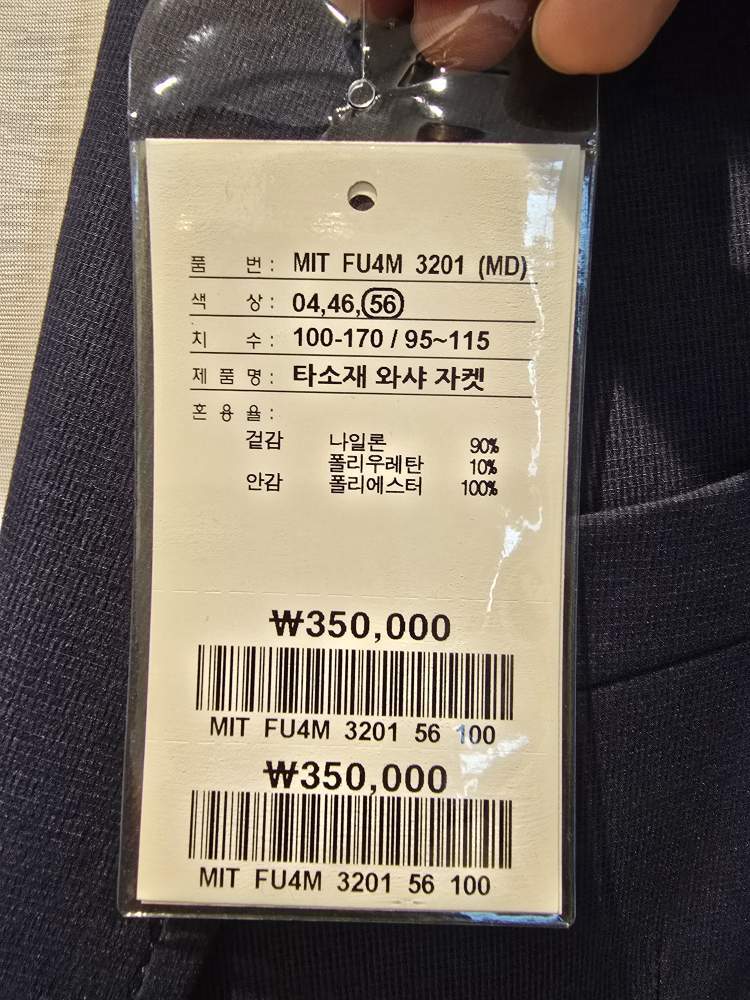 품 번 : MIT FU4M 3201 (MD)
색 상 : 04,46,56
치 수 : 100-170 / 95~115
제 품 명 : 타소재 와샤 자켓
혼 용 율 :
겉감 나일론 90%
폴리우레탄 10%
안감 폴리에스터 100%
₩350,000
MIT FU4M 3201 56 100
₩350,000
MIT FU4M 3201 56 100